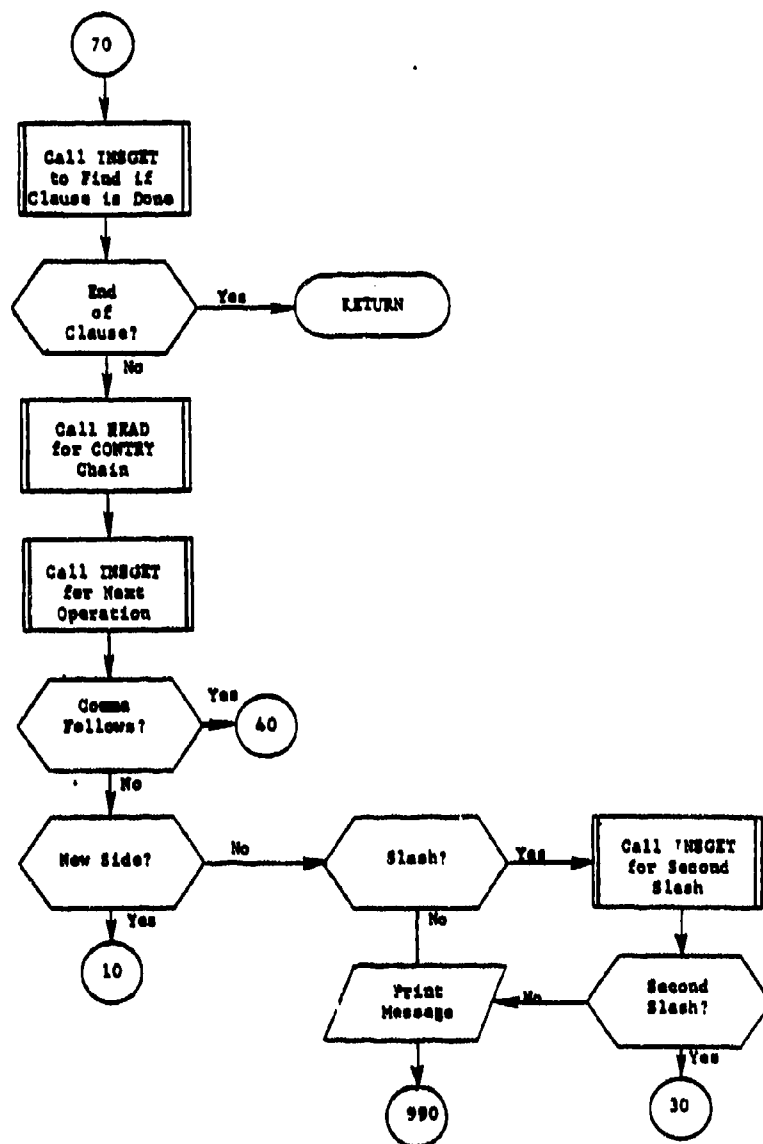 70
Call INSGET
to Find if
Clause is Done
End
of
Clause?
Yes
RETURN
No
Call HEAD
for CONTRY
Chain
Call INSGET
for Next
Operation
Comma
Follows?
Yes
40
No
New Side?
No
Slash?
Yes
Call INSGET
for Second
Slash
Yes
No
10
Print
Message
No
Second
Slash?
Yes
990
30